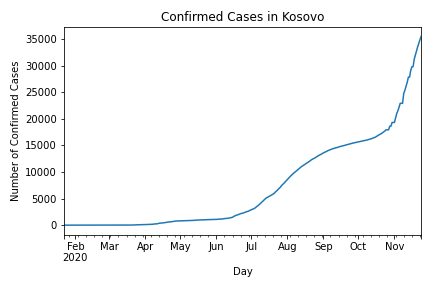 Confirmed Cases in Kosovo
Number of Confirmed Cases
35000
30000
25000
20000
15000
10000
5000
0
Feb Mar Apr May Jun Jul Aug Sep Oct Nov
2020
Day